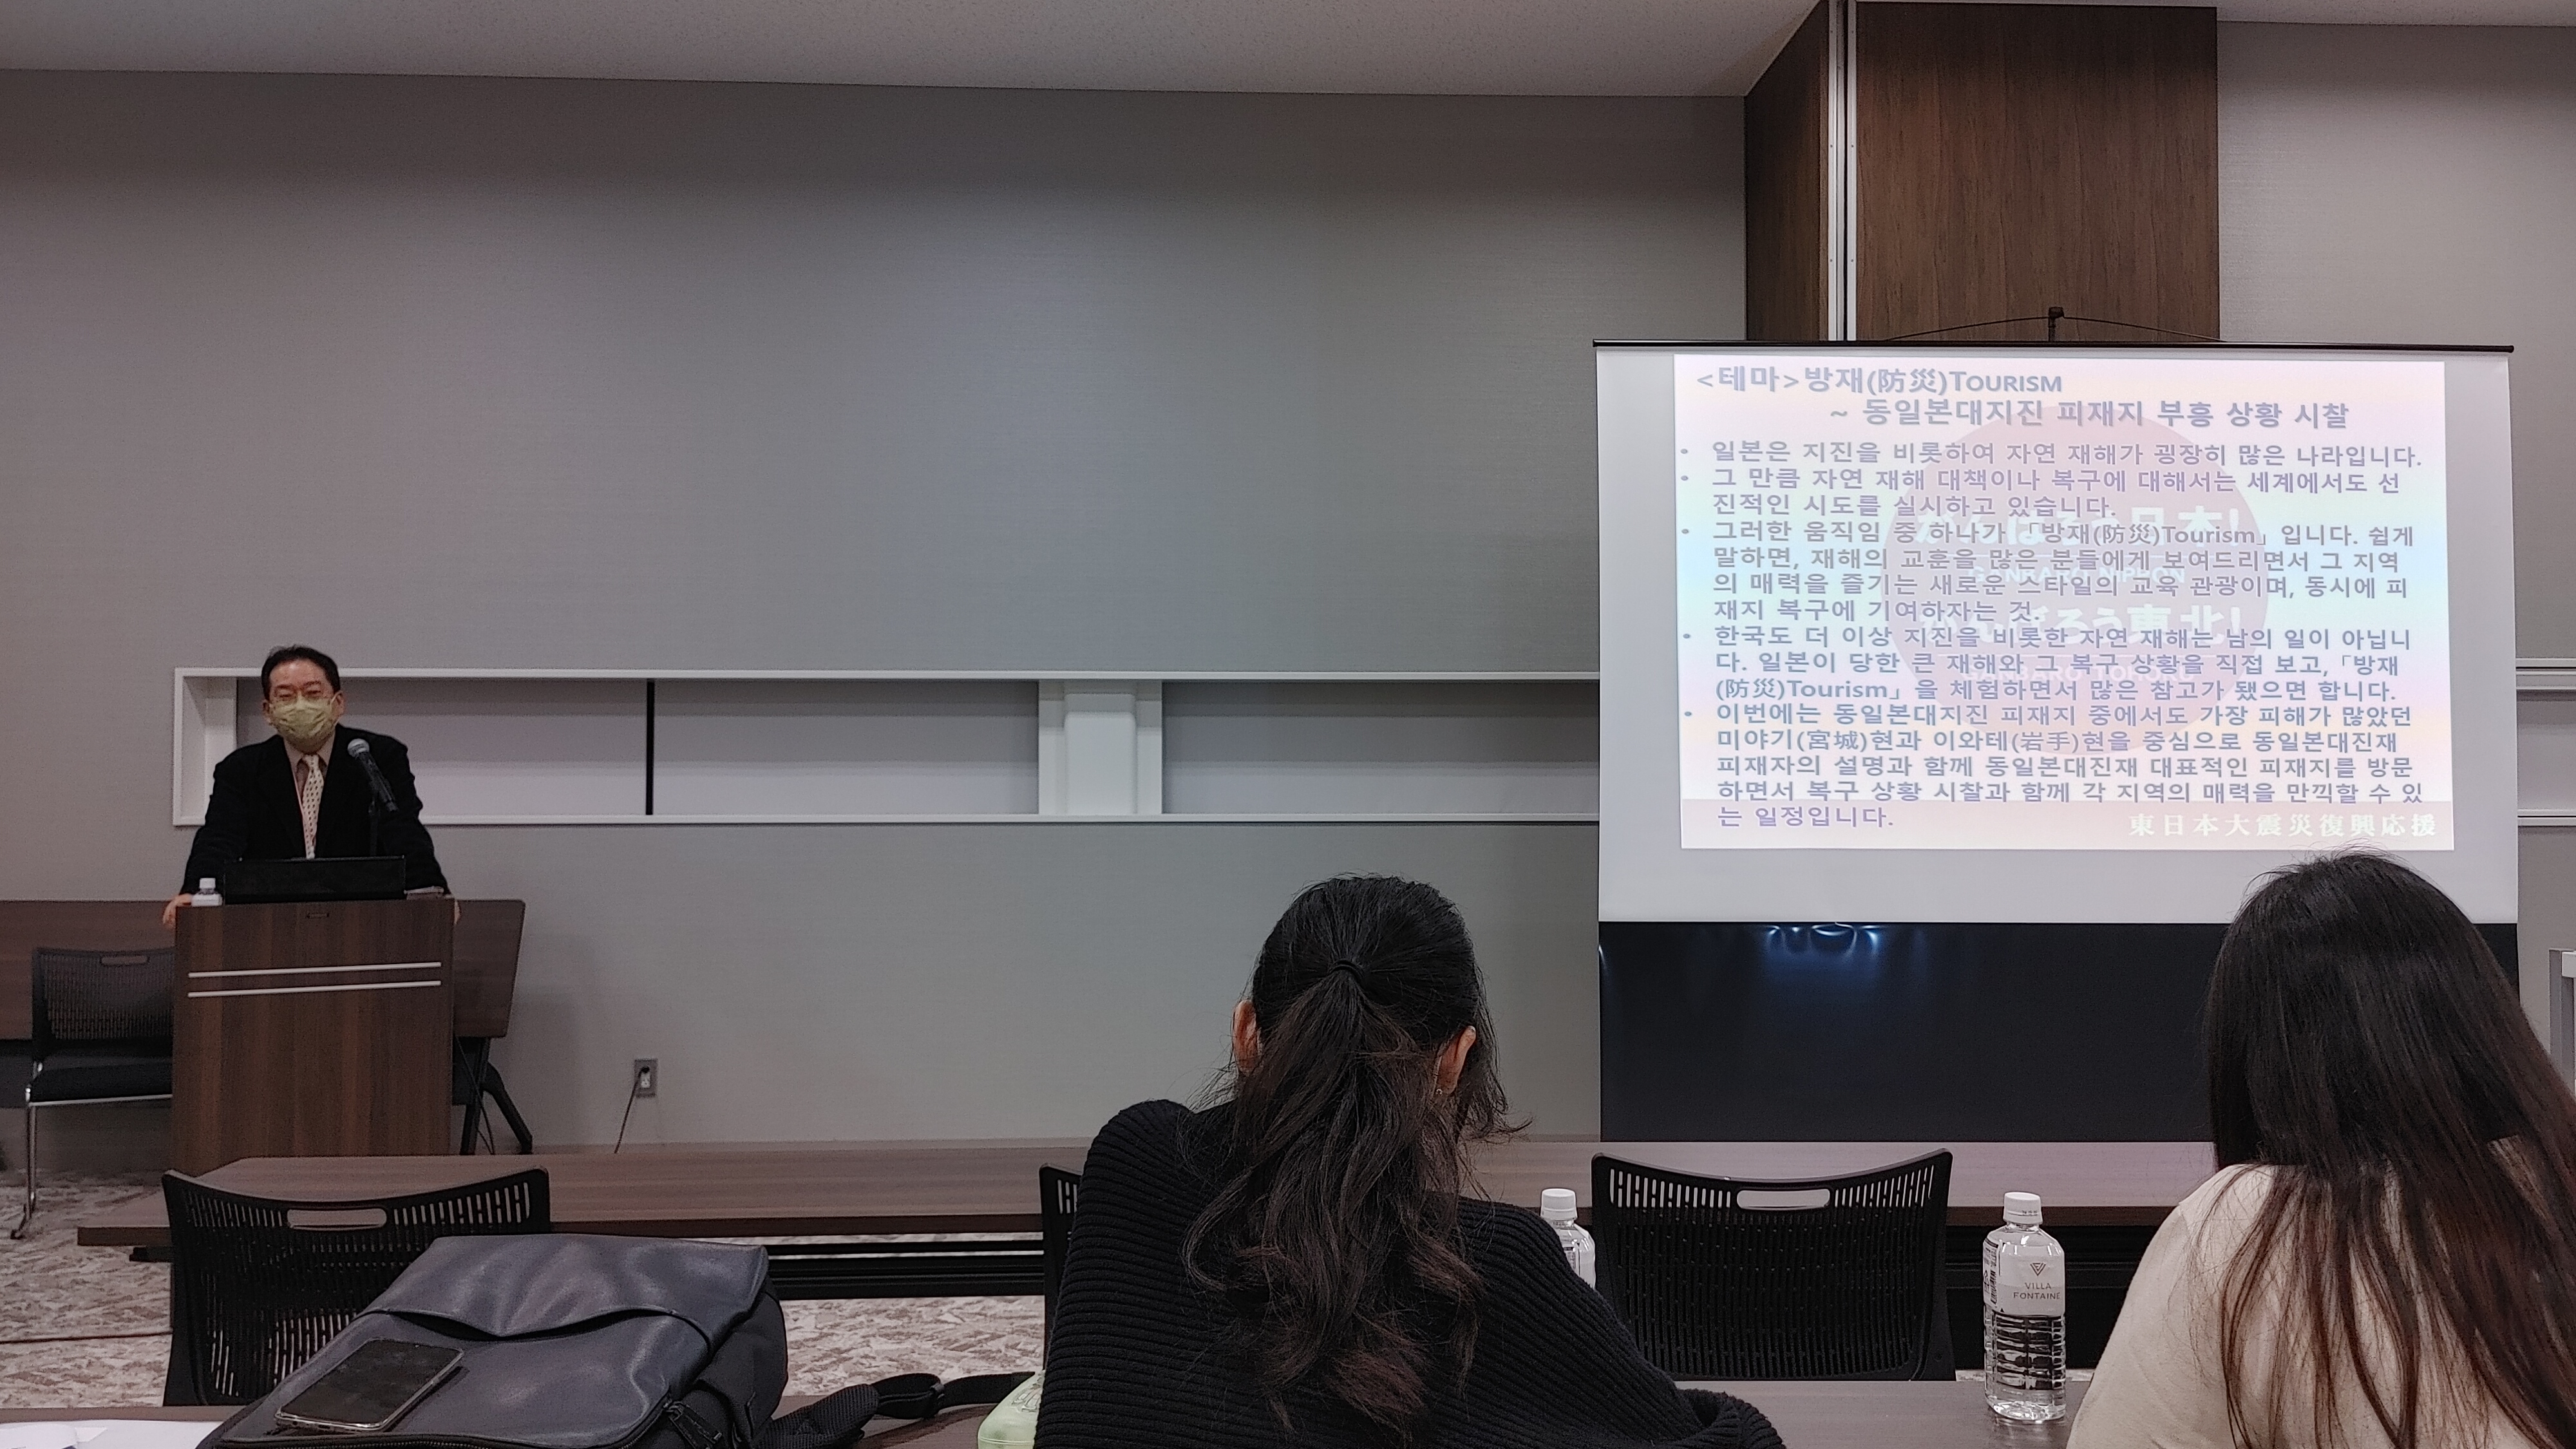 <테마>방재(防災)TOURISM
~ 동일본대지진 피재지 부흥 상황 시찰
• 일본은 지진을 비롯하여 자연 재해가 굉장히 많은 나라입니다.
• 그 만큼 자연 재해 대책이나 복구에 대해서는 세계에서도 선
진적인 시도를 실시하고 있습니다.
• 그러한 움직임 중 하나가 「방재(防災)Tourism」 입니다. 쉽게
말하면, 재해의 교훈을 많은 분들에게 보여드리면서 그 지역
의 매력을 즐기는 새로운 스타일의 교육 관광이며, 동시에 피
재지 복구에 기여하자는 것.
• 한국도 더 이상 지진을 비롯한 자연 재해는 남의 일이 아닙니
다. 일본이 당한 큰 재해와 그 복구 상황을 직접 보고, 「방재
(防災)Tourism」 을 체험하면서 많은 참고가 됐으면 합니다.
• 이번에는 동일본대지진 피재지 중에서도 가장 피해가 많았던
미야기(宮城)현과 이와테(岩手)현을 중심으로 동일본대진재
피재자의 설명과 함께 동일본대진재 대표적인 피재지를 방문
하면서 복구 상황 시찰과 함께 각 지역의 매력을 만끽할 수 있
는 일정입니다.
がんばろう日本!
GANBARO NIPPON
がんばろう東北!
GANBARO TOHOKU
東日本大震災復興応援
VILLA
FONTAINE